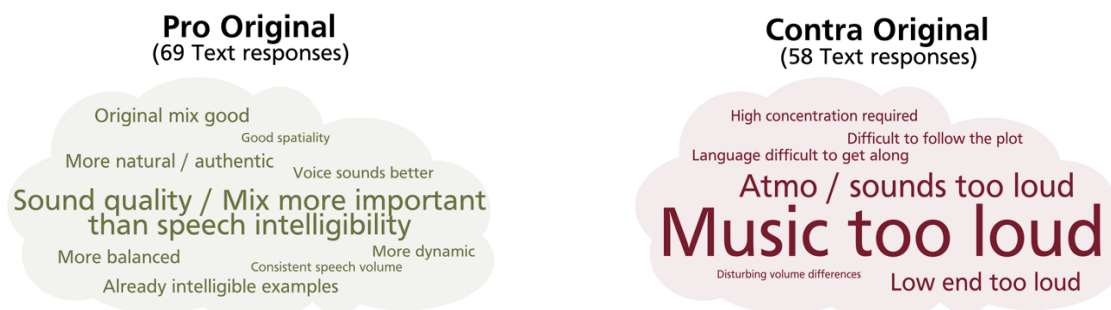 Pro Original
(69 Text responses)
Original mix good
Good spatiality
More natural / authentic
Voice sounds better
Sound quality / Mix more important
than speech intelligibility
More balanced
More dynamic
Consistent speech volume
Already intelligible examples
Contra Original
(58 Text responses)
High concentration required
Difficult to follow the plot
Language difficult to get along
Atmo / sounds too loud
Music too loud
Disturbing volume differences
Low end too loud